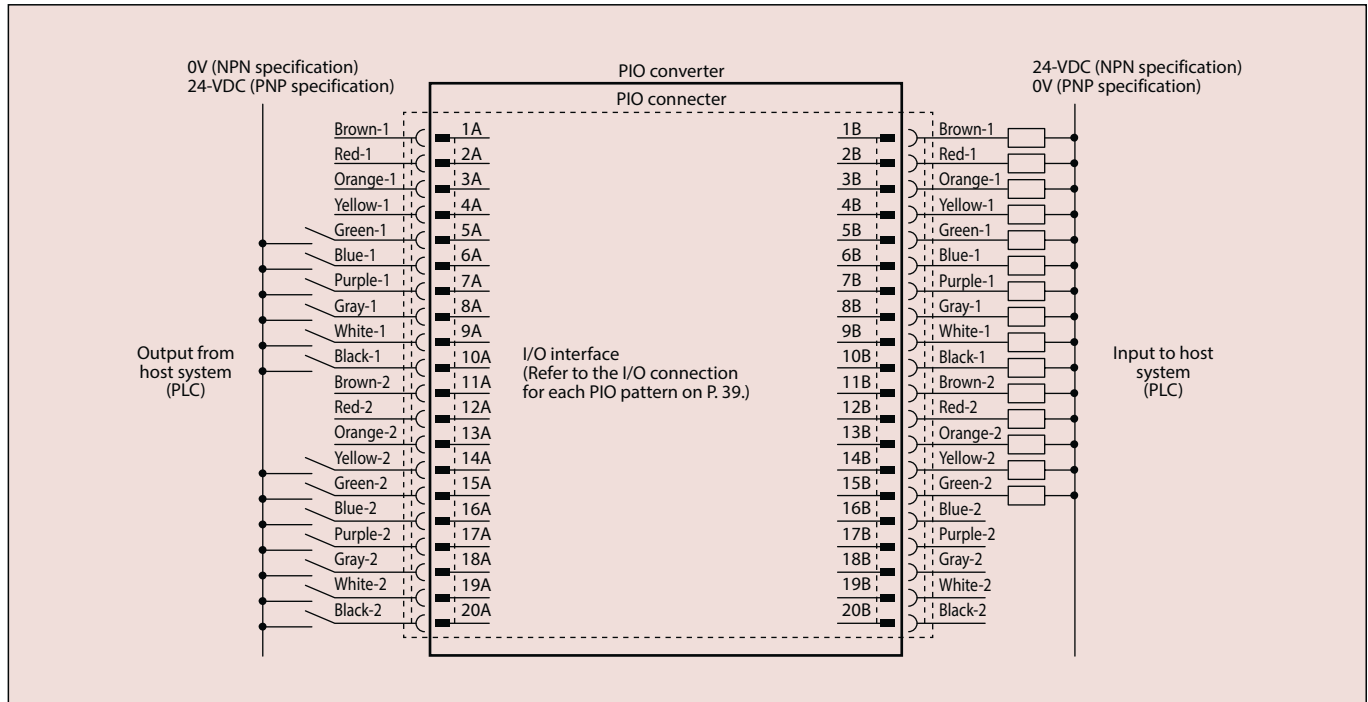 0V (NPN specification)
24-VDC (PNP specification)
PIO converter
PIO connecter
24-VDC (NPN specification)
0V (PNP specification)
Brown-1 1A 1B Brown-1
Red-1 2A 2B Red-1
Orange-1 3A 3B Orange-1
Yellow-1 4A 4B Yellow-1
Green-1 5A 5B Green-1
Blue-1 6A 6B Blue-1
Purple-1 7A 7B Purple-1
Gray-1 8A 8B Gray-1
White-1 9A 9B White-1
Black-1 10A 10B Black-1
Brown-2 11A 11B Brown-2
Red-2 12A 12B Red-2
Orange-2 13A 13B Orange-2
Yellow-2 14A 14B Yellow-2
Green-2 15A 15B Green-2
Blue-2 16A 16B Blue-2
Purple-2 17A 17B Purple-2
Gray-2 18A 18B Gray-2
White-2 19A 19B White-2
Black-2 20A 20B Black-2
Output from
host system
(PLC)
I/O interface
(Refer to the I/O connection
for each PIO pattern on P. 39.)
Input to host
system
(PLC)